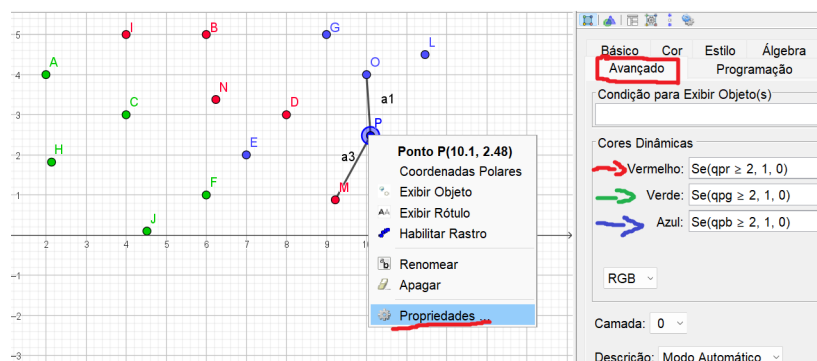 5
4
3
2
1
-1
-2
-3
2
3
4
5
6
7
8
9
I
B
G
L
A
O
N
a1
C
D
P
H
E
a3
M
F
J
Ponto P(10.1, 2.48)
Coordenadas Polares
Exibir Objeto
AA Exibir Rótulo
Habilitar Rastro
Renomear
Apagar
Propriedades ...
Básico Cor Estilo Álgebra
Avançado Programação
Condição para Exibir Objeto(s)
Cores Dinâmicas
Vermelho: Se(qpr ≥ 2, 1, 0)
Verde: Se(qpg ≥ 2, 1, 0)
Azul: Se(qpb ≥ 2, 1, 0)
RGB
Camada: 0
Descrição: Modo Automático